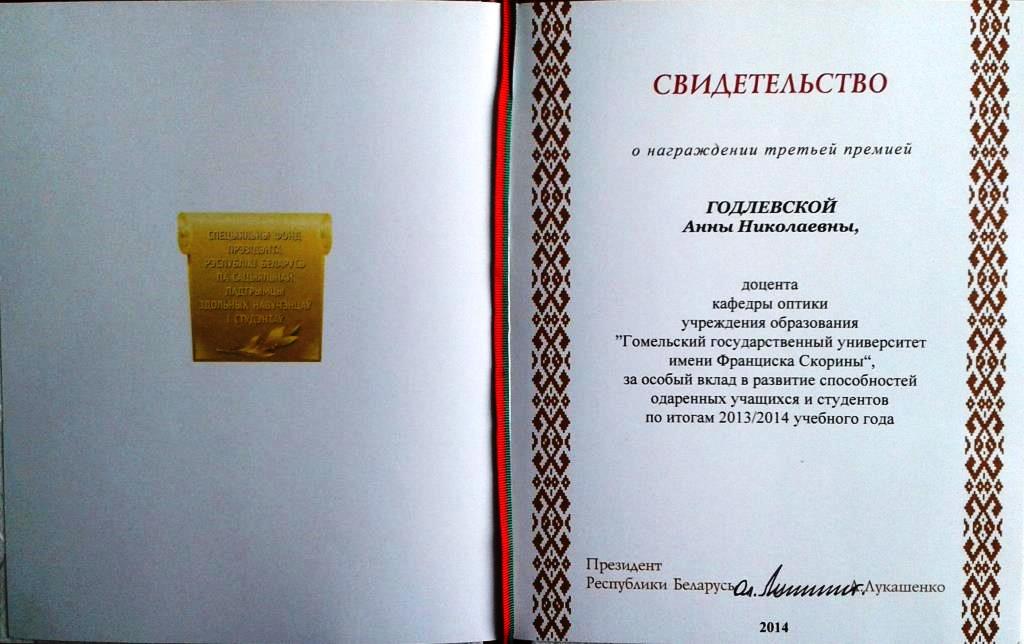 СПЕЦЫЯЛЬНЫ ФОНД
ПРЭЗІДЭНТА
РЭСПУБЛІКІ БЕЛАРУСЬ
ПА САЦЫЯЛЬНАЙ
ПАДТРЫМЦЫ
ЗДОЛЬНЫХ НАВУЧЭНЦАЎ
І СТУДЭНТАЎ
СВИДЕТЕЛЬСТВО
о награждении третьей премией
ГОДЛЕВСКОЙ
Анны Николаевны,
доцента
кафедры оптики
учреждения образования
"Гомельский государственный университет
имени Франциска Скорины“,
за особый вклад в развитие способностей
одаренных учащихся и студентов
по итогам 2013/2014 учебного года
Президент
Республики Беларусь Лукашенко
2014